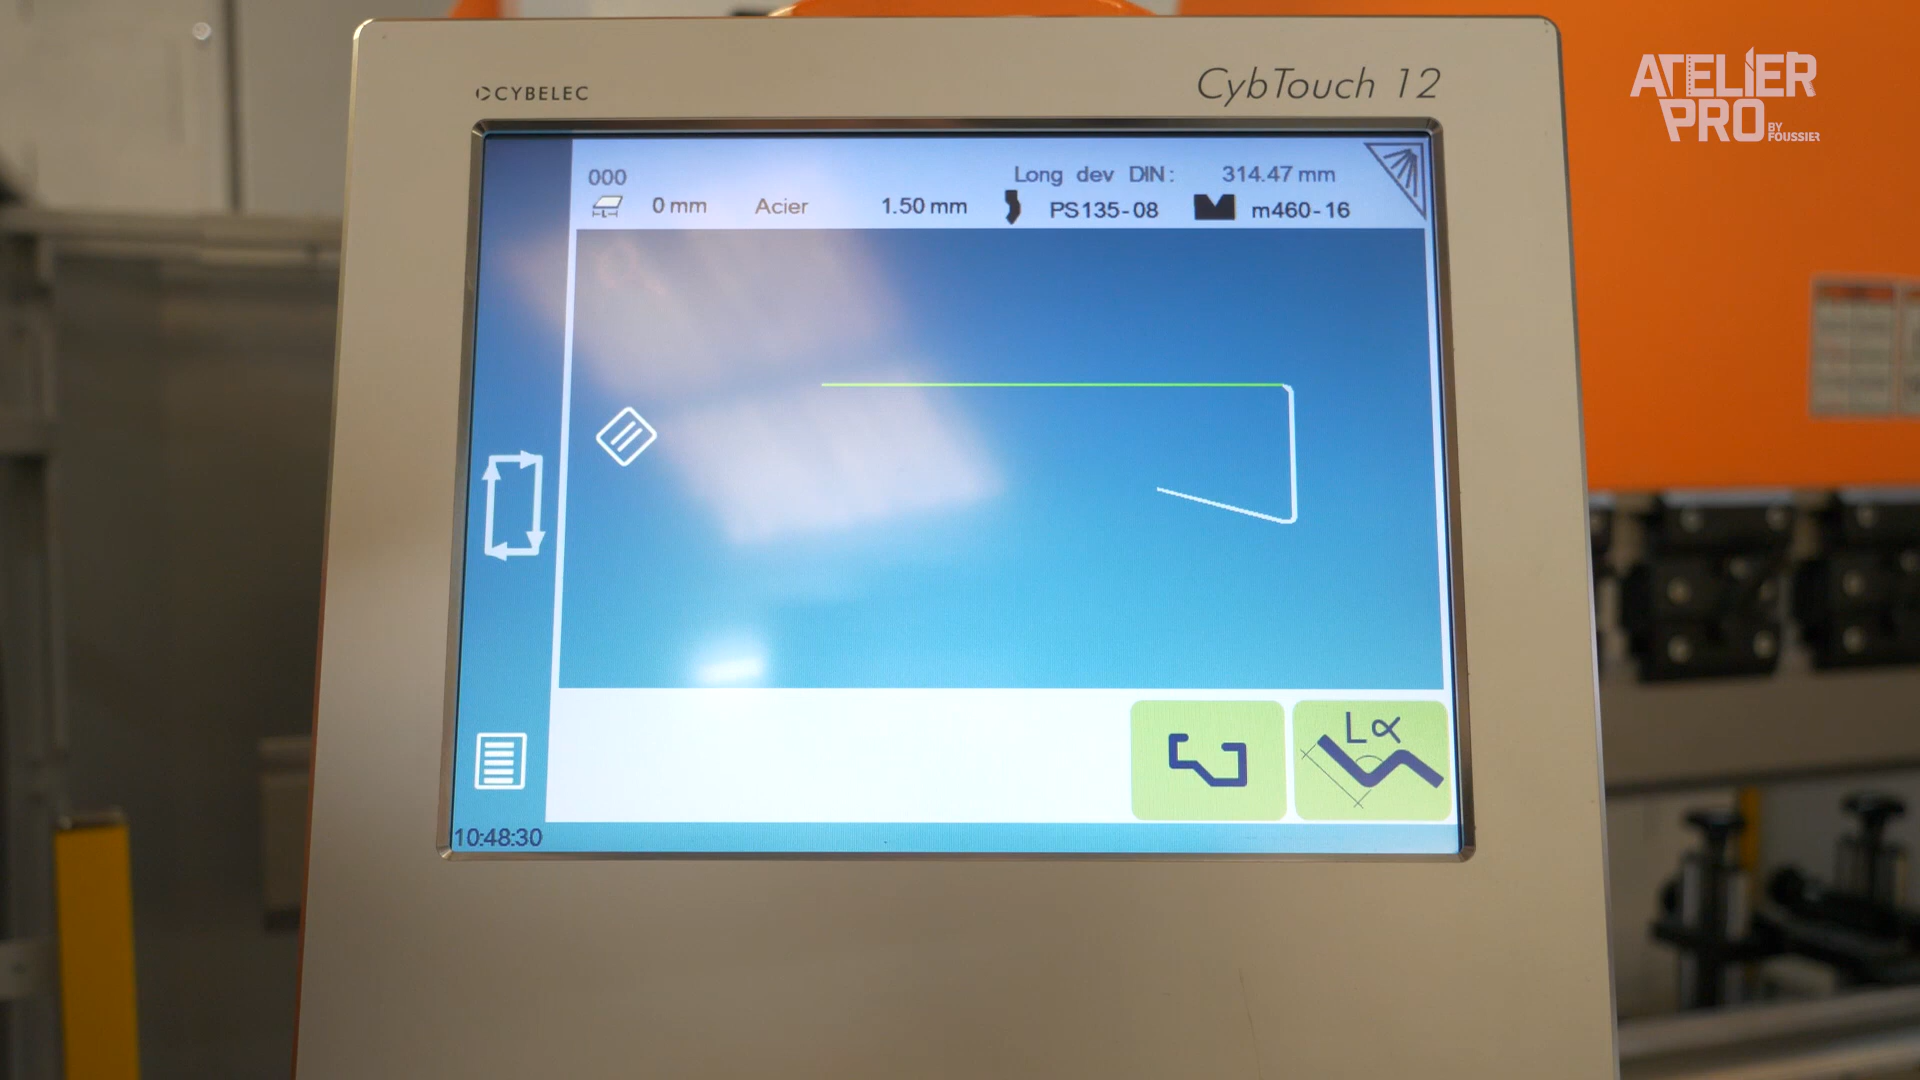 CYBELEC
CybTouch 12
ATELIER
PRO BY FOUSSIER
000
Long dev DIN: 314.47 mm
0 mm Acier 1.50 mm PS135-08 m460-16
Lα
10:48:30